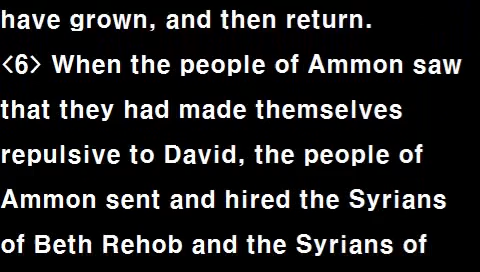 have grown, and then return.
<6> When the people of Ammon saw
that they had made themselves
repulsive to David, the people of
Ammon sent and hired the Syrians
of Beth Rehob and the Syrians of